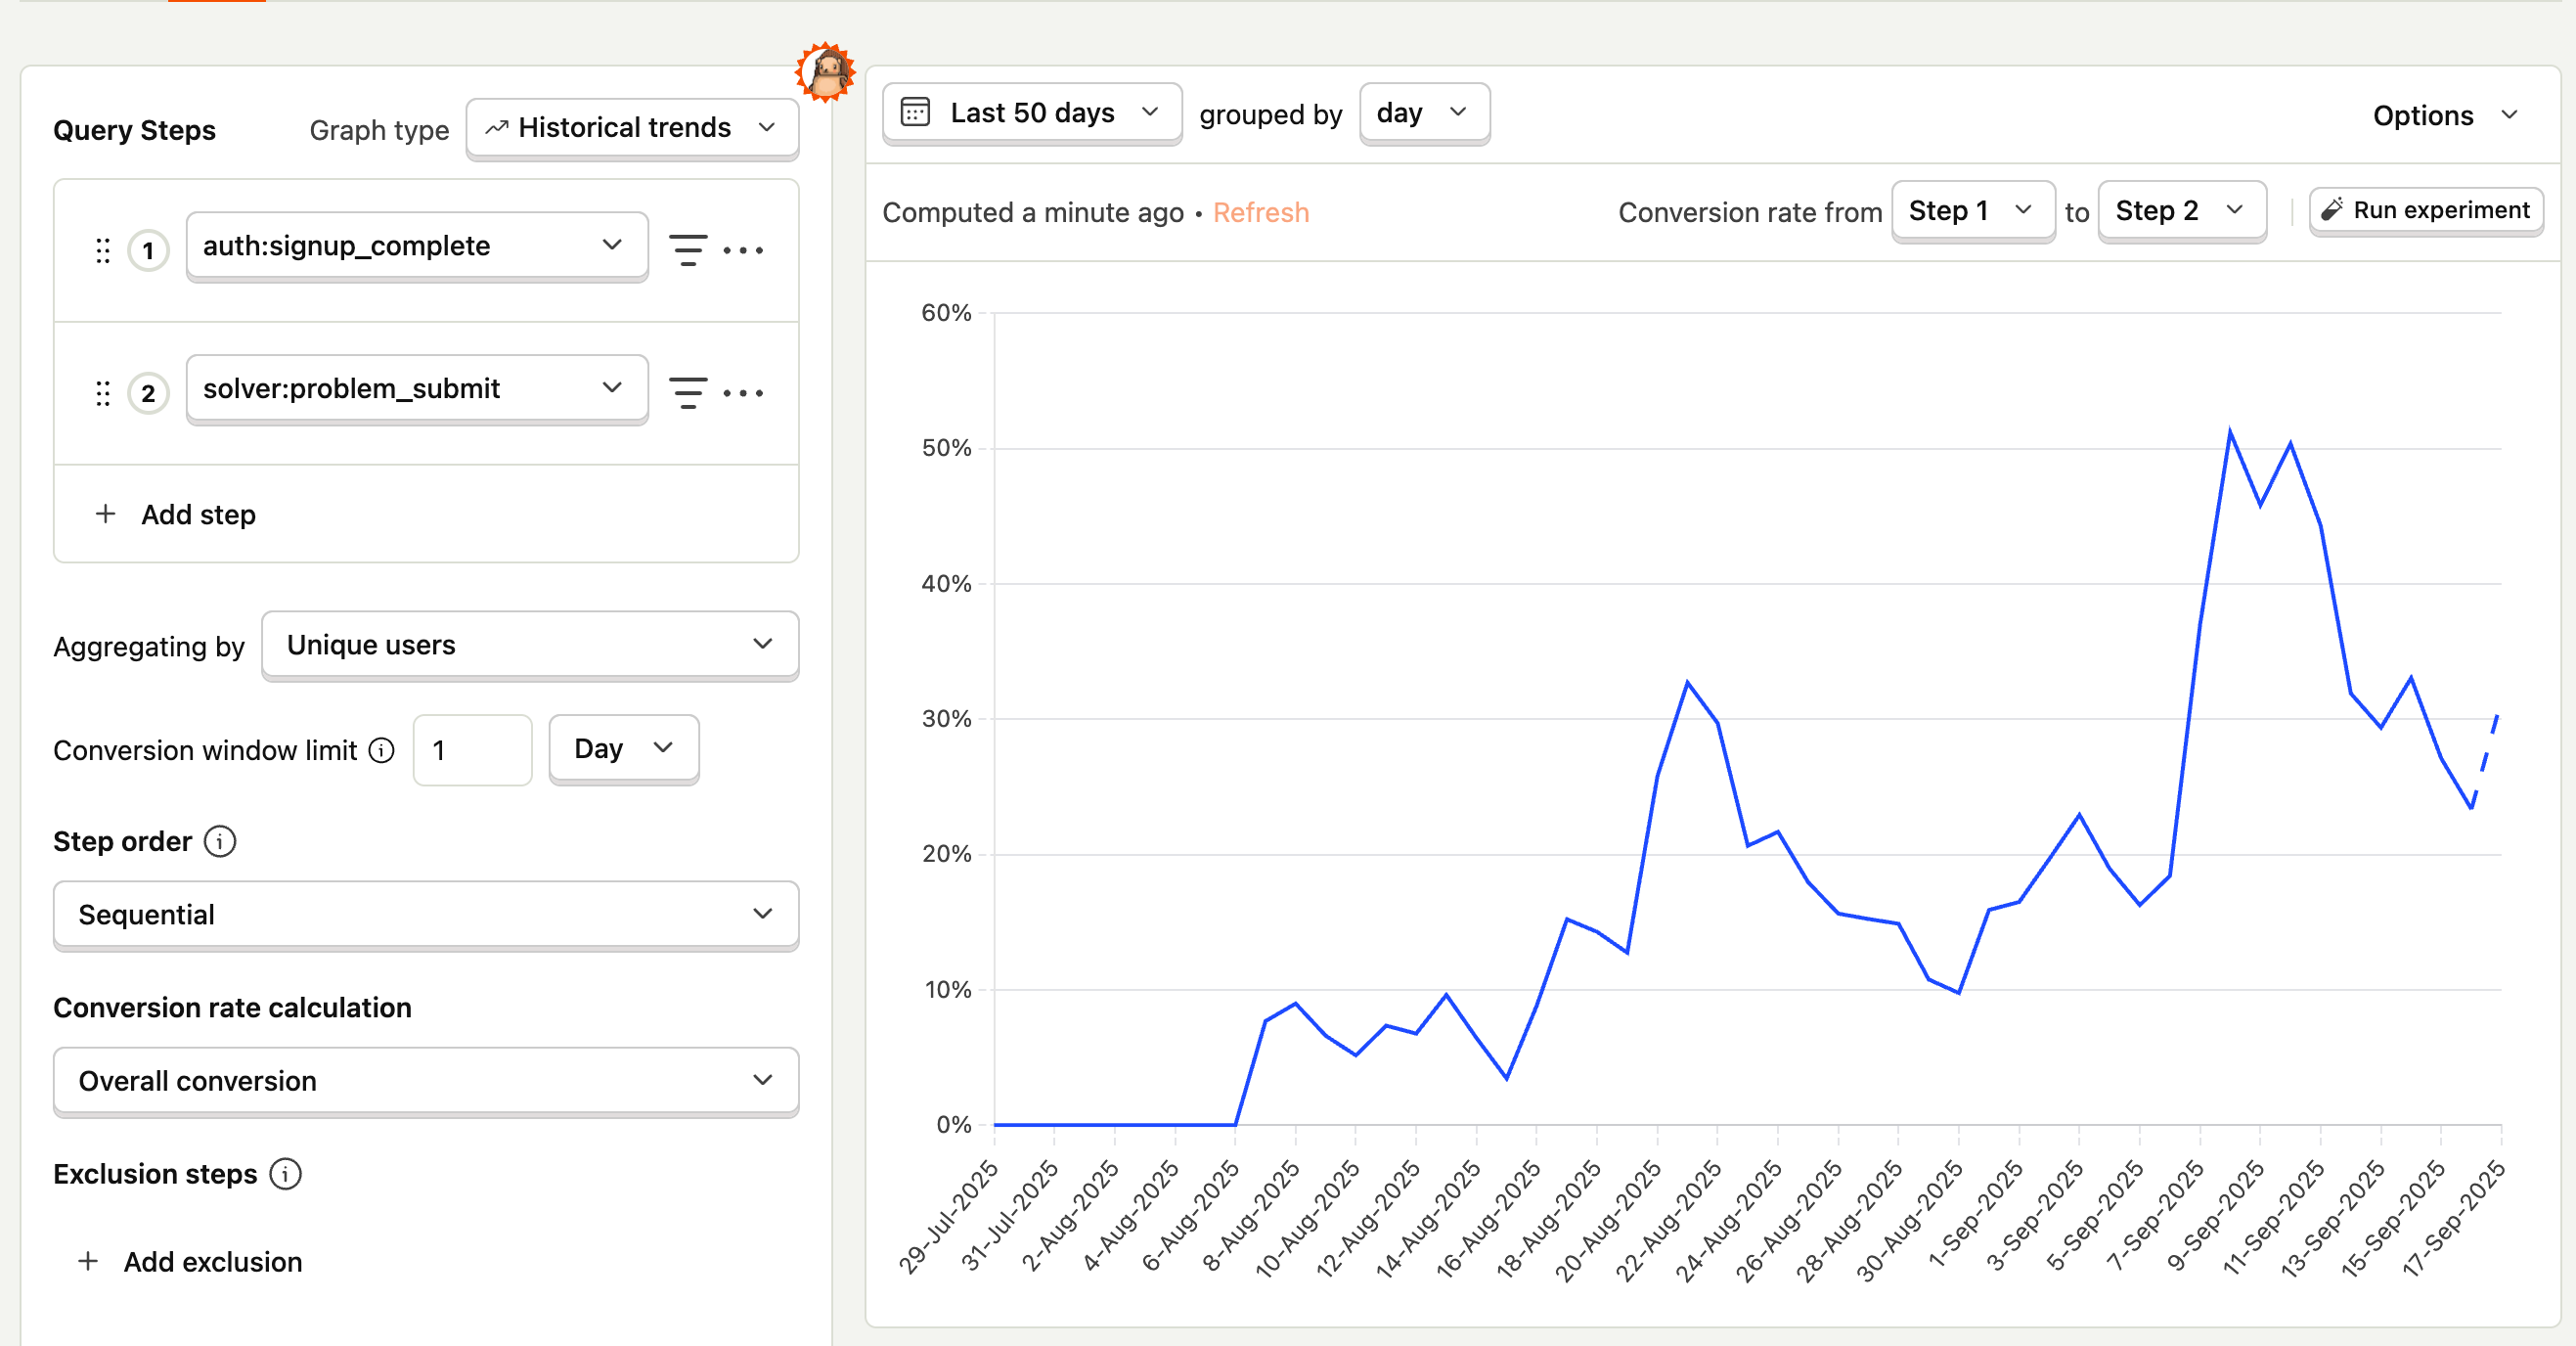 Query Steps
Graph type
Historical trends
1
auth:signup_complete
2
solver:problem_submit
+ Add step
Aggregating by
Unique users
Conversion window limit
1
Day
Step order
Sequential
Conversion rate calculation
Overall conversion
Exclusion steps
+ Add exclusion
Last 50 days
grouped by
day
Options
Computed a minute ago • Refresh
Conversion rate from
Step 1
to
Step 2
Run experiment
60%
50%
40%
30%
20%
10%
0%
29-Jul-2025
31-Jul-2025
2-Aug-2025
4-Aug-2025
6-Aug-2025
8-Aug-2025
10-Aug-2025
12-Aug-2025
14-Aug-2025
16-Aug-2025
18-Aug-2025
20-Aug-2025
22-Aug-2025
24-Aug-2025
26-Aug-2025
28-Aug-2025
30-Aug-2025
1-Sep-2025
3-Sep-2025
5-Sep-2025
7-Sep-2025
9-Sep-2025
11-Sep-2025
13-Sep-2025
15-Sep-2025
17-Sep-2025